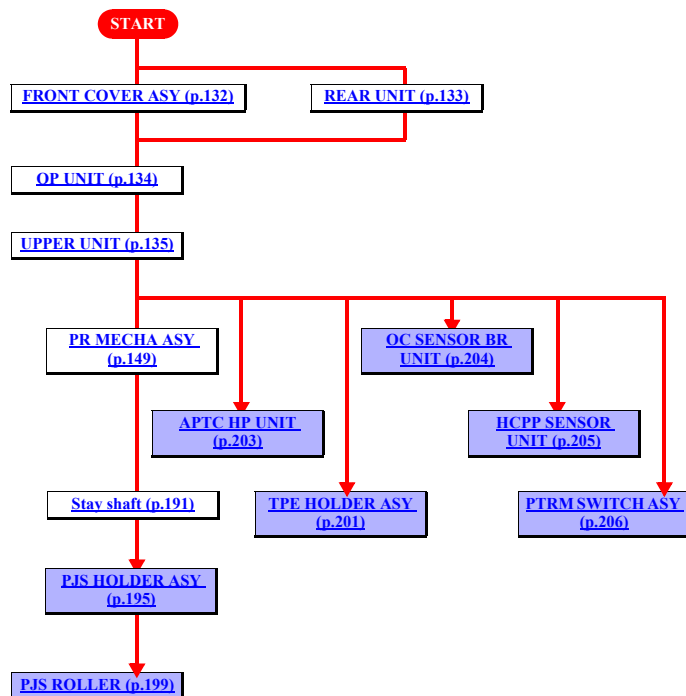 START
FRONT COVER ASY (p.132)
REAR UNIT (p.133)
OP UNIT (p.134)
UPPER UNIT (p.135)
PR MECHA ASY
(p.149)
OC SENSOR BR
UNIT (p.204)
APTC HP UNIT
(p.203)
HCPP SENSOR
UNIT (p.205)
Stay shaft (p.191)
TPE HOLDER ASY
(p.201)
PTRM SWITCH ASY
(p.206)
PJS HOLDER ASY
(p.195)
PJS ROLLER (p.199)